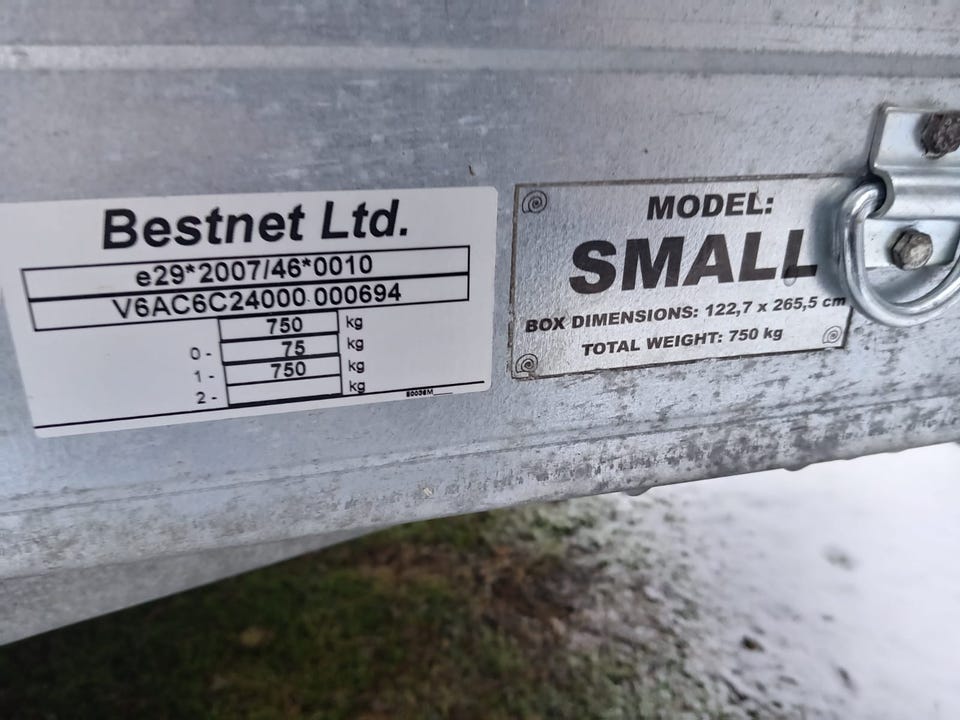 Bestnet Ltd.
e29*2007/46*0010
V6AC6C24000 000694
750 kg
0 - 75 kg
1 - 750 kg
2 - kg
MODEL:
SMALL
BOX DIMENSIONS: 122,7 x 265,5 cm
TOTAL WEIGHT: 750 kg